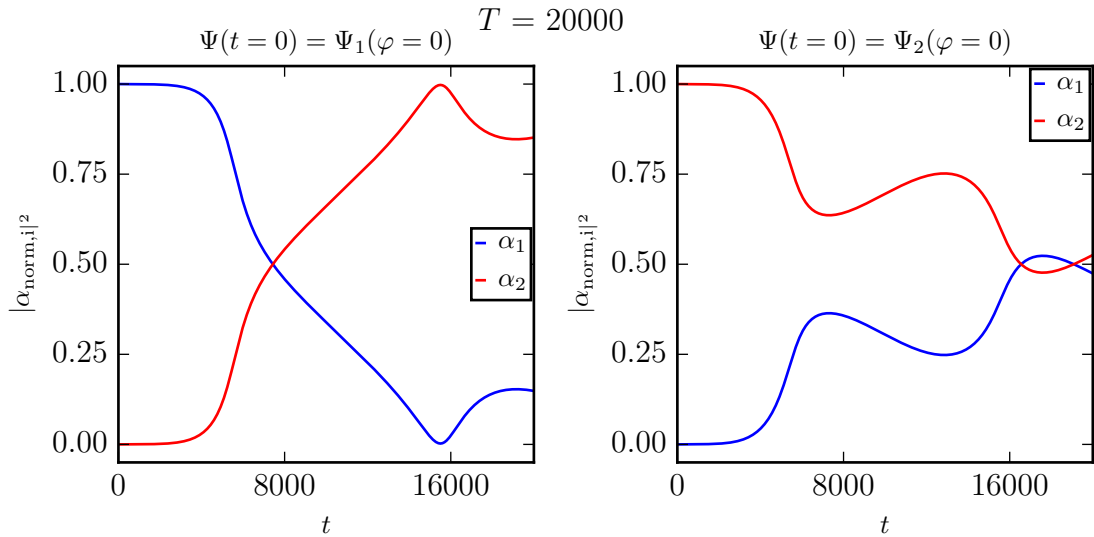 T = 20000
Ψ(t = 0) = Ψ₁(φ = 0)
|α_norm,i|²
1.00
0.75
0.50
0.25
0.00
α₁
α₂
0
8000
16000
t
Ψ(t = 0) = Ψ₂(φ = 0)
|α_norm,i|²
1.00
0.75
0.50
0.25
0.00
α₁
α₂
0
8000
16000
t